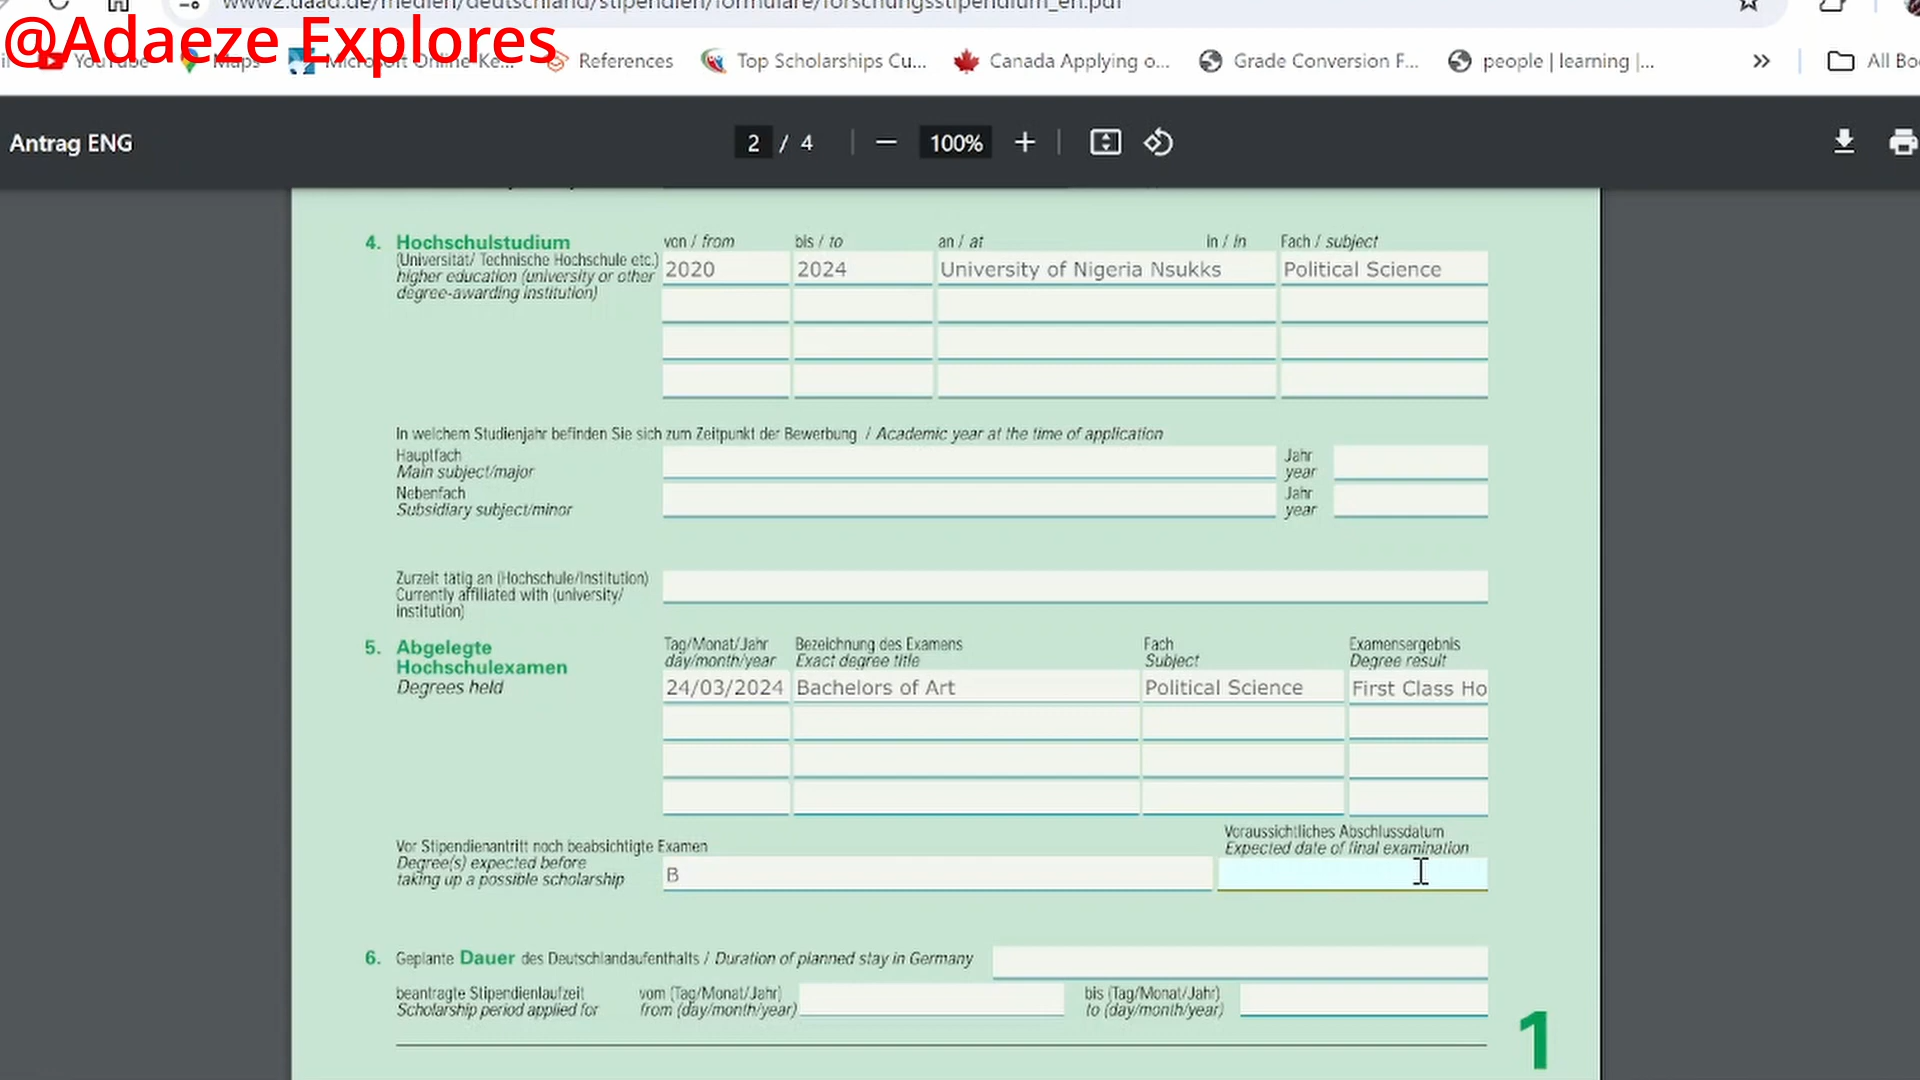 @Adaeze Explores
www2.daad.de/medien/deutschland/stipendien/formulare/forschungsstipendium_en.pdf
YouTube Maps Microsoft Online Ke... References Top Scholarships Cu... Canada Applying o... Grade Conversion F... people | learning |... » All Bo
Antrag ENG 2 / 4 100%
4. Hochschulstudium von / from bis / to an / at in / in Fach / subject
(Universität/ Technische Hochschule etc.)
higher education (university or other
degree-awarding institution)
2020 2024 University of Nigeria Nsukks Political Science
In welchem Studienjahr befinden Sie sich zum Zeitpunkt der Bewerbung / Academic year at the time of application
Hauptfach Jahr
Main subject/major year
Nebenfach Jahr
Subsidiary subject/minor year
Zurzeit tätig an (Hochschule/Institution)
Currently affiliated with (university/
institution)
5. Abgelegte Tag/Monat/Jahr Bezeichnung des Examens Fach Examensergebnis
Hochschulexamen day/month/year Exact degree title Subject Degree result
Degrees held 24/03/2024 Bachelors of Art Political Science First Class Ho
Voraussichtliches Abschlussdatum
Vor Stipendienantritt noch beabsichtigte Examen Expected date of final examination
Degree(s) expected before
taking up a possible scholarship B
6. Geplante Dauer des Deutschlandaufenthalts / Duration of planned stay in Germany
beantragte Stipendienlaufzeit vom (Tag/Monat/Jahr) bis (Tag/Monat/Jahr)
Scholarship period applied for from (day/month/year) to (day/month/year)
1